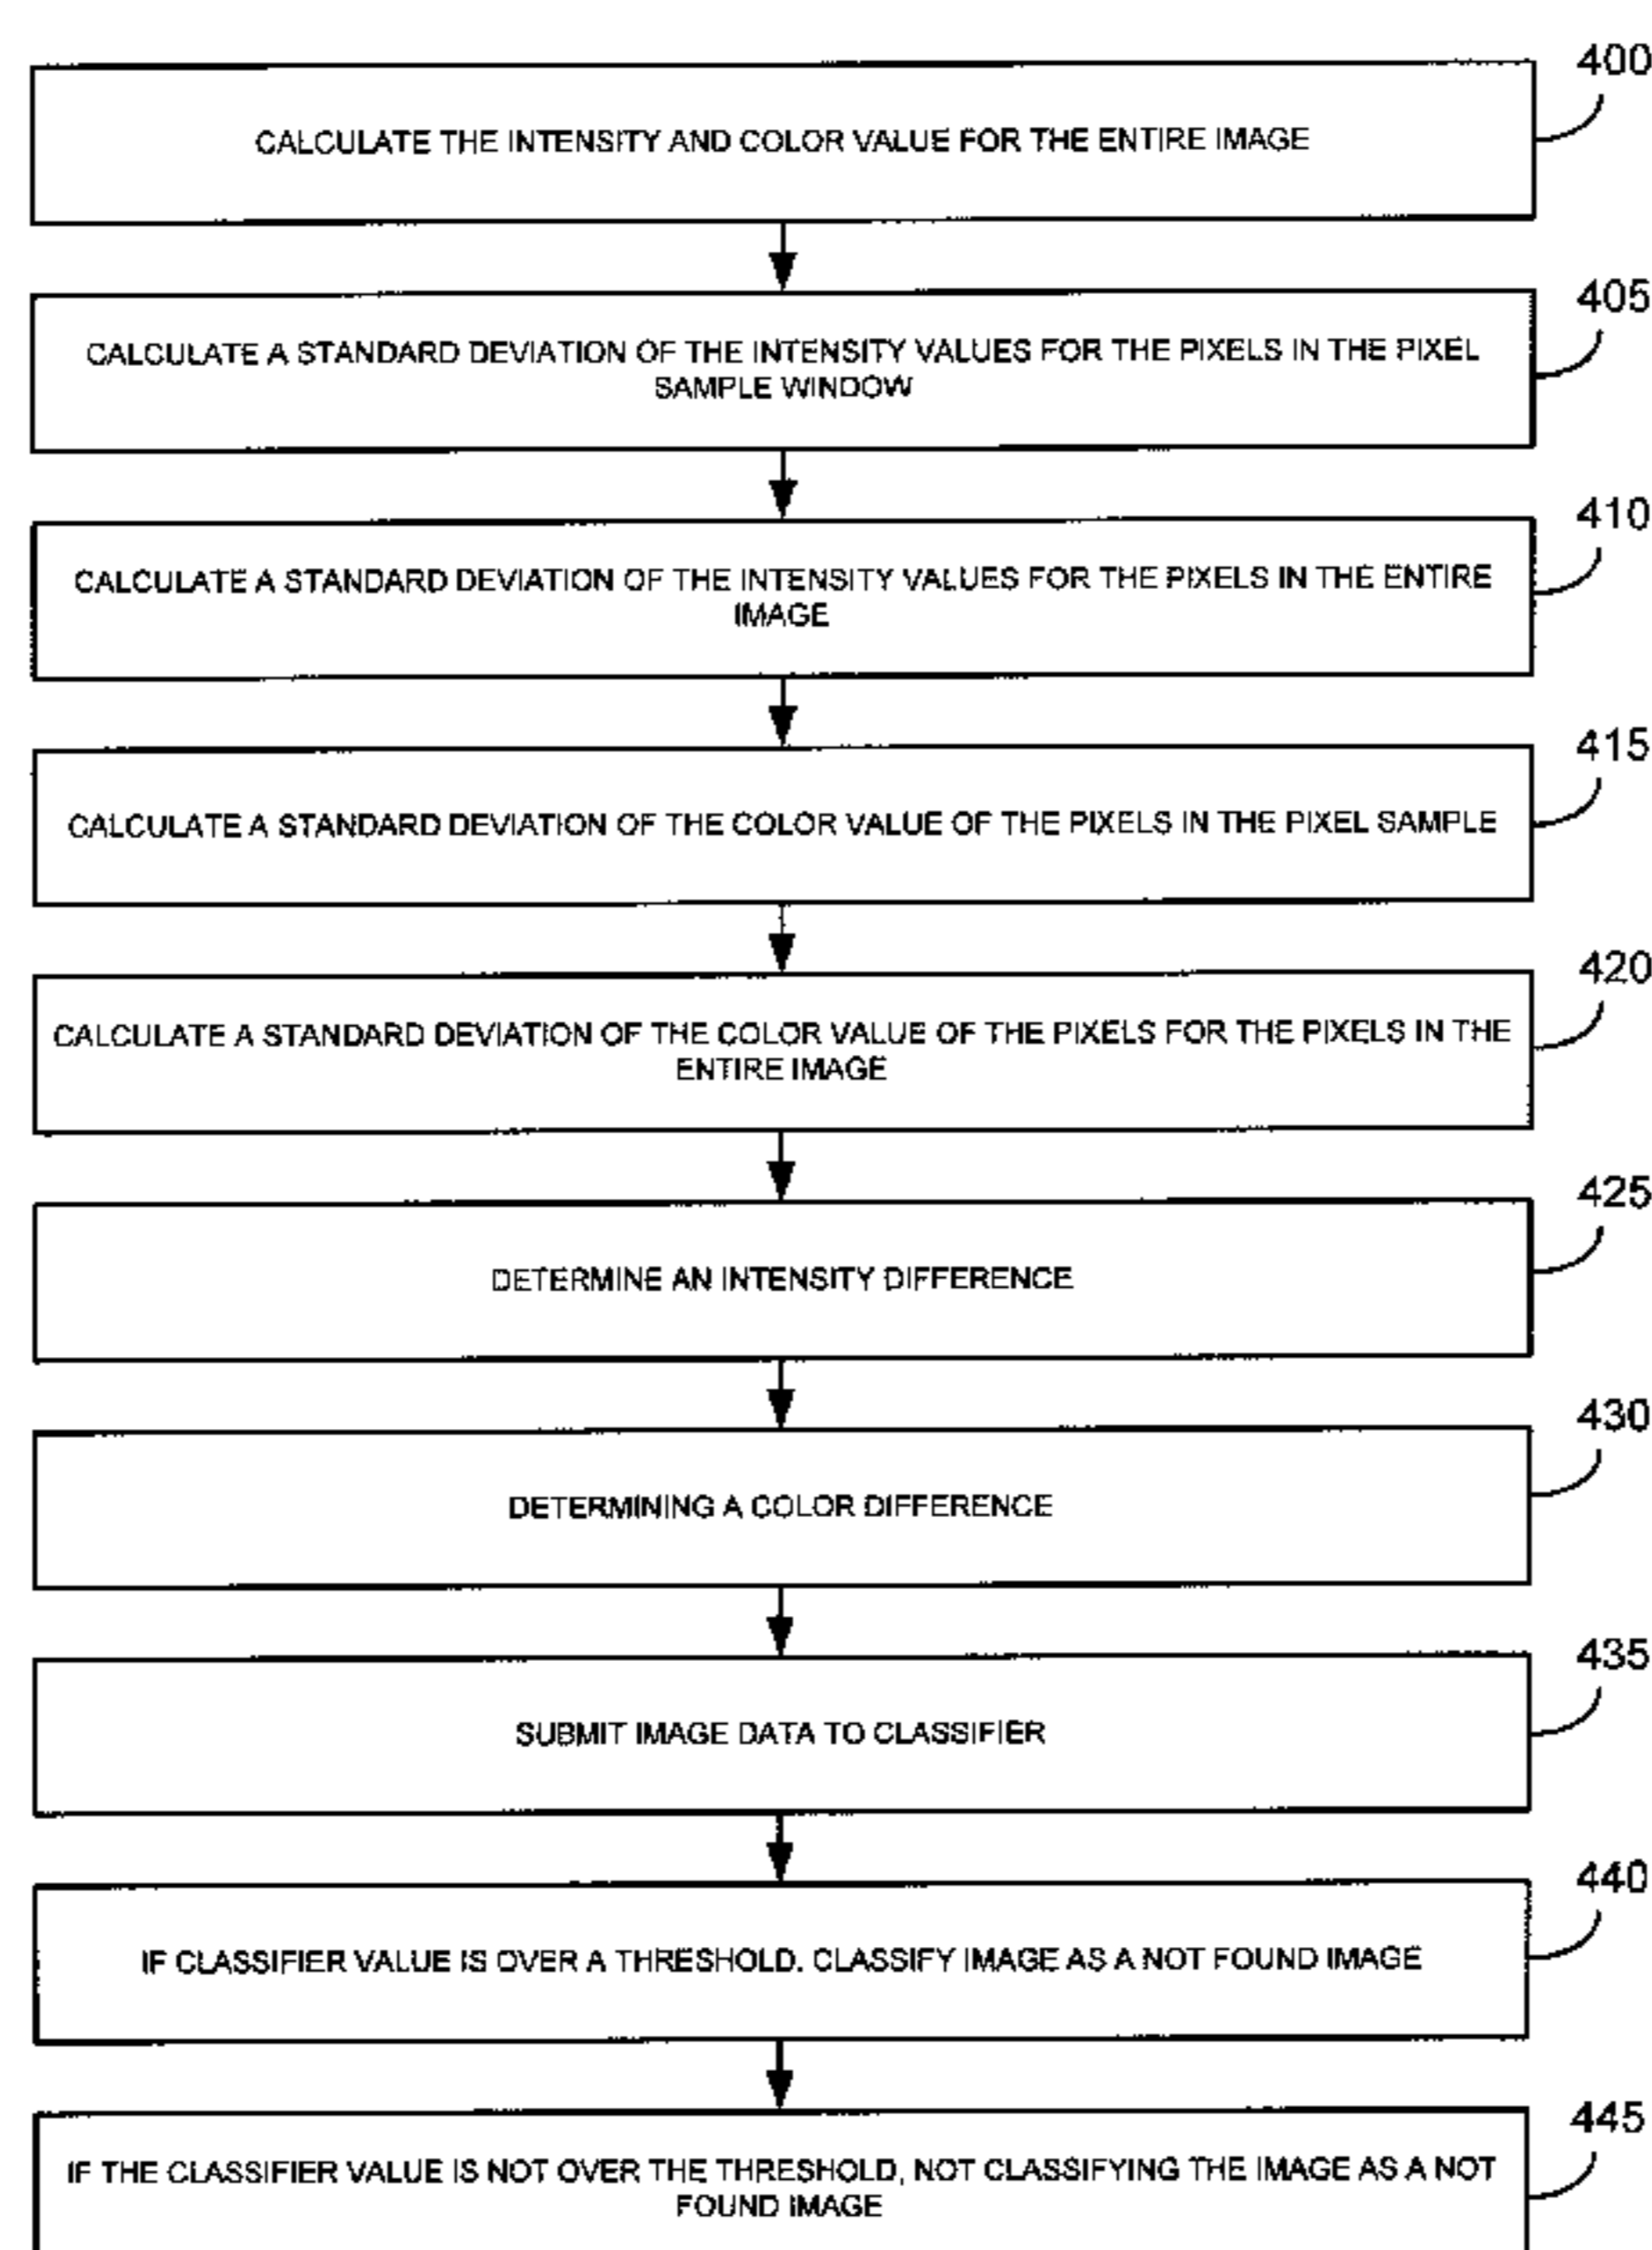 400
CALCULATE THE INTENSITY AND COLOR VALUE FOR THE ENTIRE IMAGE
405
CALCULATE A STANDARD DEVIATION OF THE INTENSITY VALUES FOR THE PIXELS IN THE PIXEL
SAMPLE WINDOW
410
CALCULATE A STANDARD DEVIATION OF THE INTENSITY VALUES FOR THE PIXELS IN THE ENTIRE
IMAGE
415
CALCULATE A STANDARD DEVIATION OF THE COLOR VALUE OF THE PIXELS IN THE PIXEL SAMPLE
420
CALCULATE A STANDARD DEVIATION OF THE COLOR VALUE OF THE PIXELS FOR THE PIXELS IN THE
ENTIRE IMAGE
425
DETERMINE AN INTENSITY DIFFERENCE
430
DETERMINING A COLOR DIFFERENCE
435
SUBMIT IMAGE DATA TO CLASSIFIER
440
IF CLASSIFIER VALUE IS OVER A THRESHOLD. CLASSIFY IMAGE AS A NOT FOUND IMAGE
445
IF THE CLASSIFIER VALUE IS NOT OVER THE THRESHOLD, NOT CLASSIFYING THE IMAGE AS A NOT
FOUND IMAGE